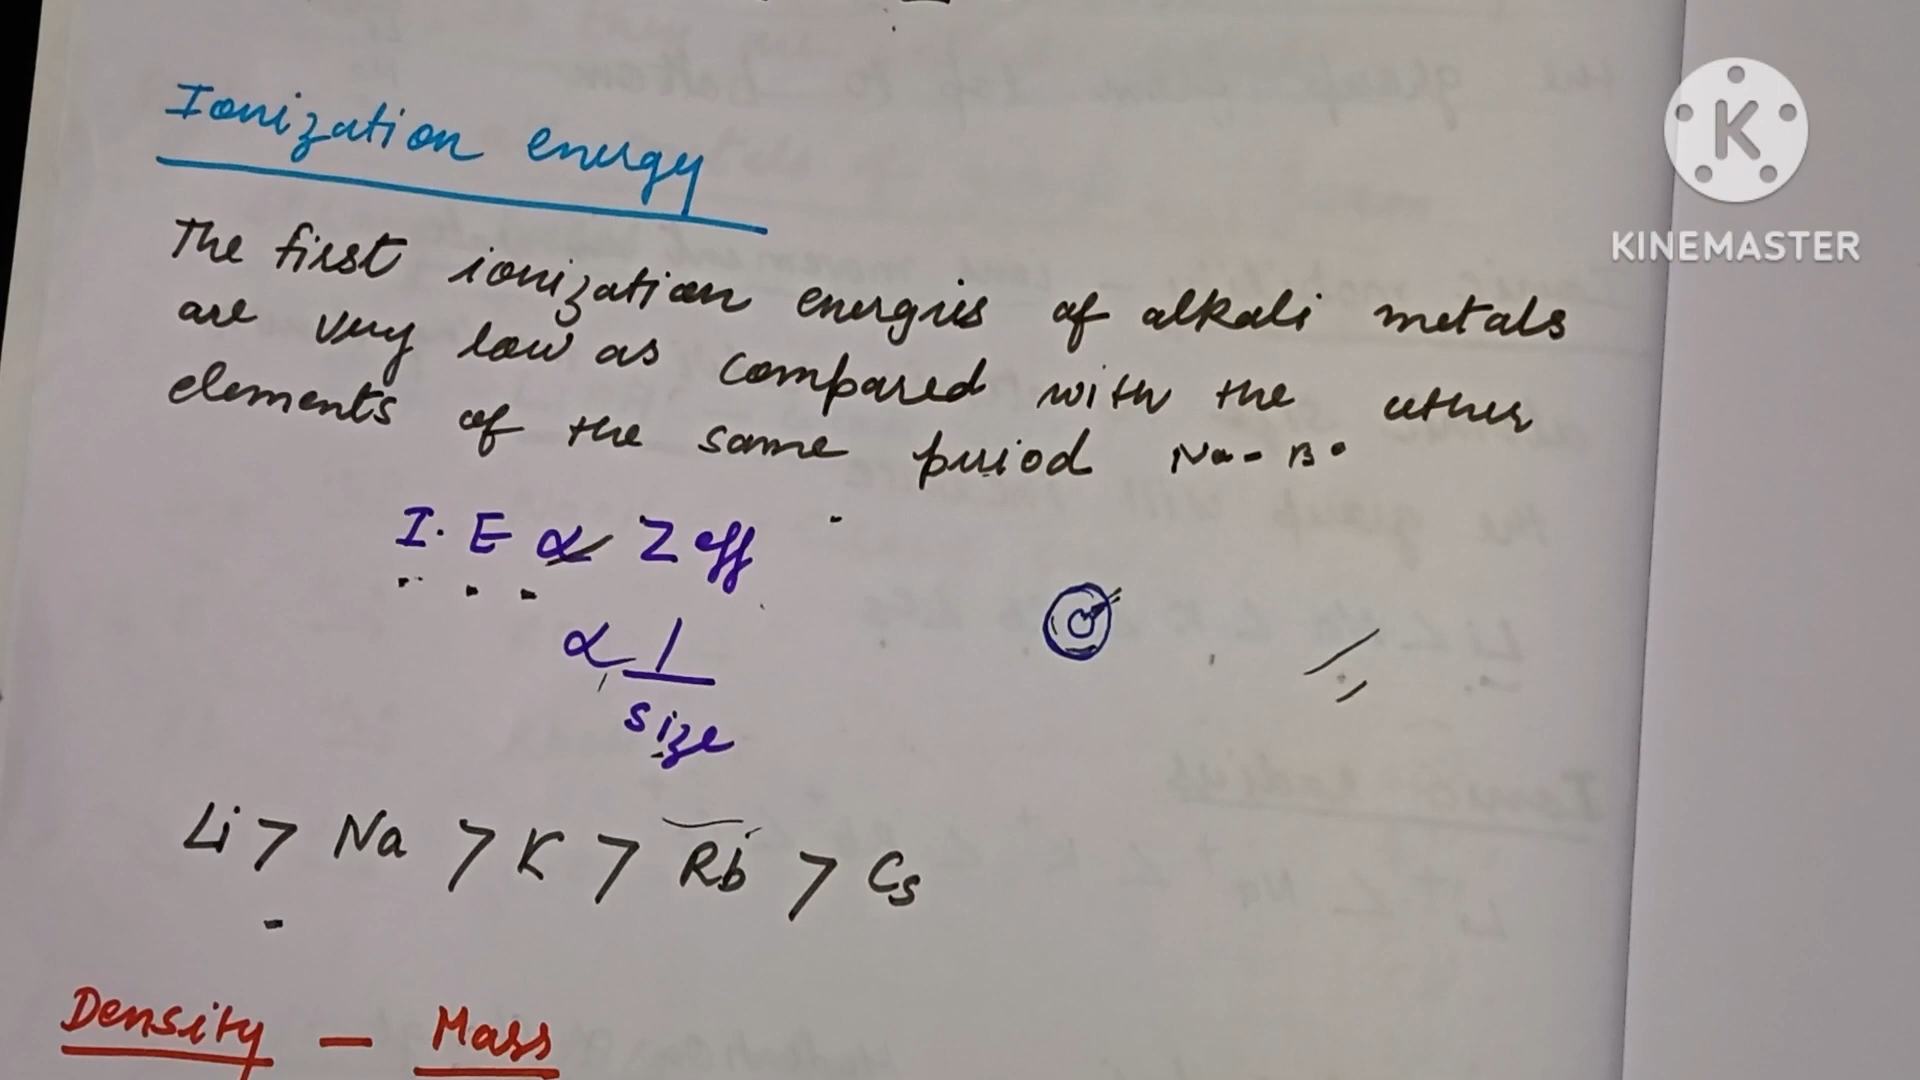 Ionization energy
The first ionization energies of alkali metals
are very low as compared with the other
elements of the same period Na -
I. E α Z eff
α 1
size
Li > Na > K > Rb > Cs
Density - Mass
K
KINEMASTER